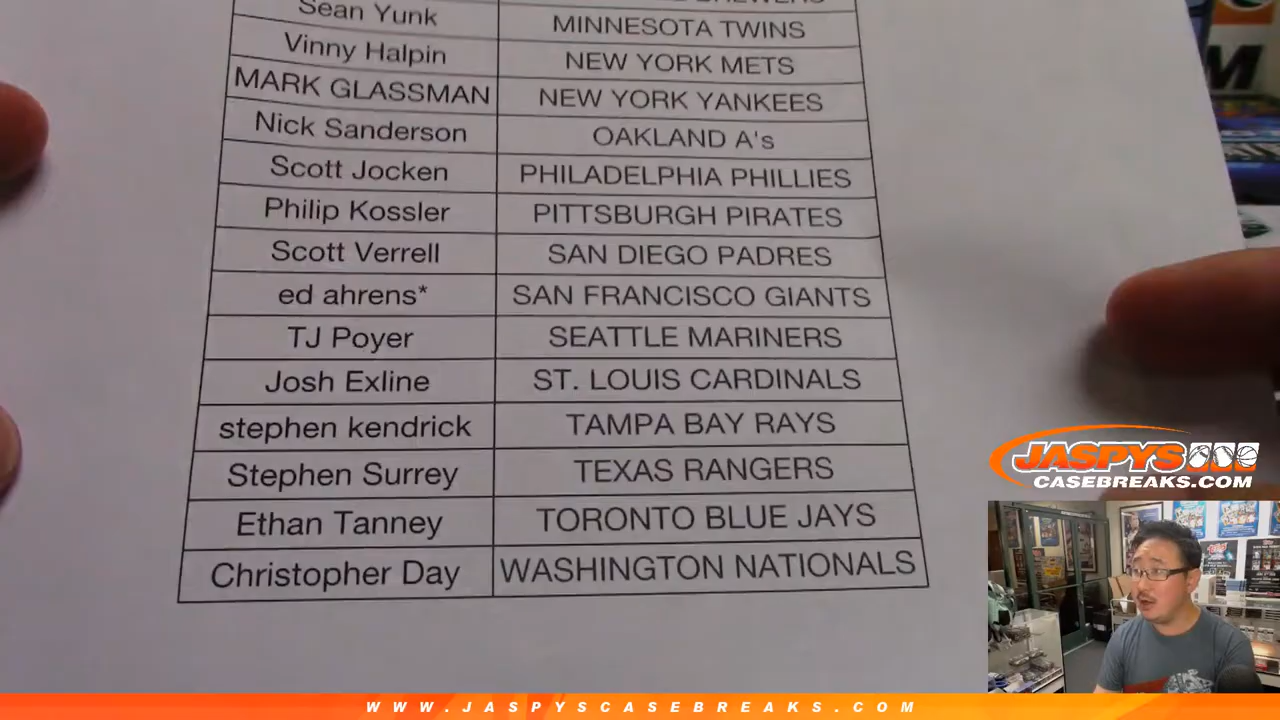 Sean Yunk MINNESOTA TWINS
Vinny Halpin NEW YORK METS
MARK GLASSMAN NEW YORK YANKEES
Nick Sanderson OAKLAND A's
Scott Jocken PHILADELPHIA PHILLIES
Philip Kossler PITTSBURGH PIRATES
Scott Verrell SAN DIEGO PADRES
ed ahrens* SAN FRANCISCO GIANTS
TJ Poyer SEATTLE MARINERS
Josh Exline ST. LOUIS CARDINALS
stephen kendrick TAMPA BAY RAYS
Stephen Surrey TEXAS RANGERS
Ethan Tanney TORONTO BLUE JAYS
Christopher Day WASHINGTON NATIONALS
JASPYS
CASEBREAKS.COM
WWW.JASPYSCASEBREAKS.COM